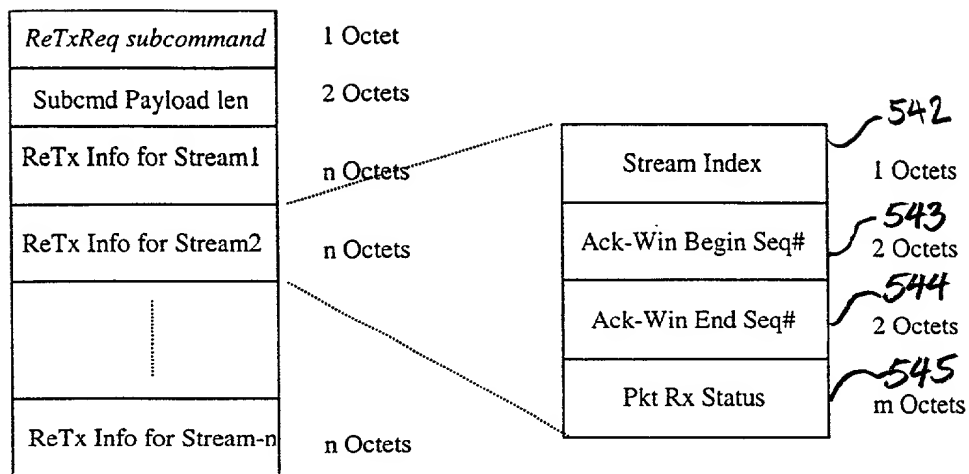 ReTxReq subcommand 1 Octet
Subcmd Payload len 2 Octets
ReTx Info for Stream1 n Octets
ReTx Info for Stream2 n Octets
ReTx Info for Stream-n n Octets
542
Stream Index 1 Octets
543
Ack-Win Begin Seq# 2 Octets
544
Ack-Win End Seq# 2 Octets
545
Pkt Rx Status m Octets